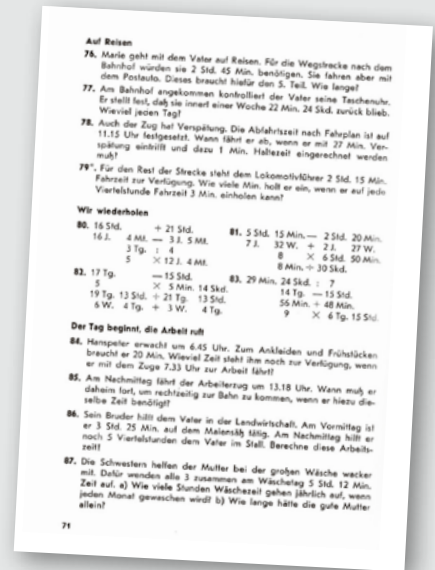 Auf Reisen
76. Marie geht mit dem Vater auf Reisen. Für die Wegstrecke nach dem
Bahnhof würden sie 2 Std. 45 Min. benötigen. Sie fahren aber mit
dem Postauto. Dieses braucht hiefür den 5. Teil. Wie lange?
77. Am Bahnhof angekommen kontrolliert der Vater seine Taschenuhr.
Er stellt fest, daß sie innert einer Woche 22 Min. 24 Skd. zurück blieb.
Wieviel jeden Tag?
78. Auch der Zug hat Verspätung. Die Abfahrtszeit nach Fahrplan ist auf
11.15 Uhr festgesetzt. Wann fährt er ab, wenn er mit 27 Min. Ver-
spätung eintrifft und dazu 1 Min. Haltezeit eingerechnet werden
muß?
79*. Für den Rest der Strecke steht dem Lokomotivführer 2 Std. 15 Min.
Fahrzeit zur Verfügung. Wie viele Min. holt er ein, wenn er auf jede
Viertelstunde Fahrzeit 3 Min. einholen kann?
Wir wiederholen
80. 16 Std. + 21 Std.
16 J. 4 Mt. — 3 J. 5 Mt.
3 Tg. : 4
5 × 12 J. 4 Mt.
81. 5 Std. 15 Min. — 2 Std. 20 Min.
7 J. 32 W. + 2 J. 27 W.
8 × 6 Std. 50 Min.
8 Min. ÷ 30 Skd.
82. 17 Tg. — 15 Std.
5 × 5 Min. 14 Skd.
19 Tg. 13 Std. + 21 Tg. 13 Std.
6 W. 4 Tg. + 3 W. 4 Tg.
83. 29 Min. 24 Skd. : 7
14 Tg. — 15 Std.
56 Min. + 48 Min.
9 × 6 Tg. 15 Std.
Der Tag beginnt, die Arbeit ruft
84. Hanspeter erwacht um 6.45 Uhr. Zum Ankleiden und Frühstücken
braucht er 20 Min. Wieviel Zeit steht ihm noch zur Verfügung, wenn
er mit dem Zuge 7.33 Uhr zur Arbeit fährt?
85. Am Nachmittag fährt der Arbeiterzug um 13.18 Uhr. Wann muß er
daheim fort, um rechtzeitig zur Bahn zu kommen, wenn er hiezu die-
selbe Zeit benötigt?
86. Sein Bruder hilft dem Vater in der Landwirtschaft. Am Vormittag ist
er 3 Std. 25 Min. auf dem Maiensäß tätig. Am Nachmittag hilft er
noch 5 Viertelstunden dem Vater im Stall. Berechne diese Arbeits-
zeit!
87. Die Schwestern helfen der Mutter bei der großen Wäsche wacker
mit. Dafür wenden alle 3 zusammen am Wäschetag 5 Std. 12 Min.
Zeit auf. a) Wie viele Stunden Wäschezeit gehen jährlich auf, wenn
jeden Monat gewaschen wird? b) Wie lange hätte die gute Mutter
allein?
71